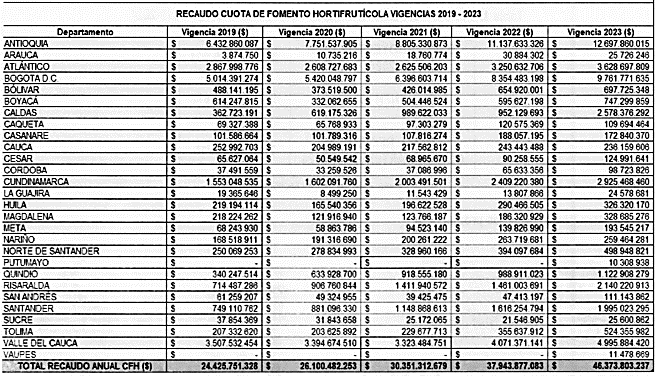 RECAUDO CUOTA DE FOMENTO HORTIFRUTÍCOLA VIGENCIAS 2019 - 2023
Departamento Vigencia 2019 ($) Vigencia 2020 ($) Vigencia 2021 ($) Vigencia 2022 ($) Vigencia 2023 ($)
ANTIOQUIA $ 6.432.860.087 $ 7.751.537.905 $ 8.805.330.873 $ 11.137.633.326 $ 12.697.860.015
ARAUCA $ 3.874.750 $ 10.735.216 $ 18.760.774 $ 30.884.302 $ 25.726.246
ATLÁNTICO $ 2.867.998.776 $ 2.608.727.683 $ 2.625.506.203 $ 3.250.632.706 $ 3.628.697.809
BOGOTA D.C. $ 5.014.391.274 $ 5.420.048.797 $ 6.396.603.714 $ 8.354.483.198 $ 9.761.771.635
BÓLIVAR $ 488.141.195 $ 373.519.500 $ 426.014.985 $ 654.920.001 $ 697.725.348
BOYACÁ $ 614.247.815 $ 332.062.655 $ 504.446.524 $ 595.627.198 $ 747.299.859
CALDAS $ 362.723.191 $ 619.175.326 $ 989.622.033 $ 952.129.693 $ 2.578.376.292
CAQUETA $ 69.327.388 $ 65.768.933 $ 97.303.279 $ 120.575.369 $ 109.694.464
CASANARE $ 101.586.664 $ 101.789.316 $ 107.816.274 $ 188.057.195 $ 172.840.370
CAUCA $ 252.992.703 $ 204.989.191 $ 217.562.812 $ 243.443.488 $ 236.159.606
CESAR $ 65.627.064 $ 50.549.542 $ 68.965.670 $ 90.258.555 $ 124.991.641
CORDOBA $ 37.491.559 $ 33.259.526 $ 37.086.996 $ 65.633.356 $ 98.723.826
CUNDINAMARCA $ 1.553.048.535 $ 1.602.091.760 $ 2.003.491.501 $ 2.409.220.380 $ 2.925.468.460
LA GUAJIRA $ 19.365.646 $ 8.499.250 $ 11.543.429 $ 13.807.866 $ 24.578.681
HUILA $ 219.194.114 $ 165.540.356 $ 196.622.528 $ 290.466.505 $ 326.320.170
MAGDALENA $ 218.224.262 $ 121.916.940 $ 123.766.187 $ 186.320.929 $ 328.685.276
META $ 68.243.930 $ 58.863.786 $ 94.523.140 $ 139.826.990 $ 193.545.217
NARIÑO $ 168.518.911 $ 191.316.690 $ 200.261.222 $ 263.719.681 $ 259.464.281
NORTE DE SANTANDER $ 250.069.253 $ 278.834.993 $ 328.960.166 $ 394.097.684 $ 498.948.821
PUTUMAYO $ - $ - $ - $ - $ 10.308.938
QUINDIO $ 340.247.514 $ 633.928.700 $ 918.555.180 $ 988.911.023 $ 1.122.908.279
RISARALDA $ 714.487.286 $ 906.760.844 $ 1.411.940.572 $ 1.461.003.691 $ 2.140.220.913
SAN ANDRES $ 61.259.207 $ 49.324.955 $ 39.425.475 $ 47.413.197 $ 111.143.862
SANTANDER $ 749.110.762 $ 881.096.330 $ 1.148.868.613 $ 1.616.254.794 $ 1.995.023.295
SUCRE $ 37.854.369 $ 31.843.658 $ 25.172.065 $ 21.546.905 $ 25.600.862
TOLIMA $ 207.332.620 $ 203.625.892 $ 229.677.713 $ 355.637.912 $ 524.355.982
VALLE DEL CAUCA $ 3.507.532.454 $ 3.394.674.510 $ 3.323.484.751 $ 4.071.371.141 $ 4.995.884.420
VAUPES $ - $ - $ - $ - $ 11.478.669
TOTAL RECAUDO ANUAL CFH ($) $ 24.425.751.328 $ 26.100.482.253 $ 30.351.312.679 $ 37.943.877.083 $ 46.373.803.237